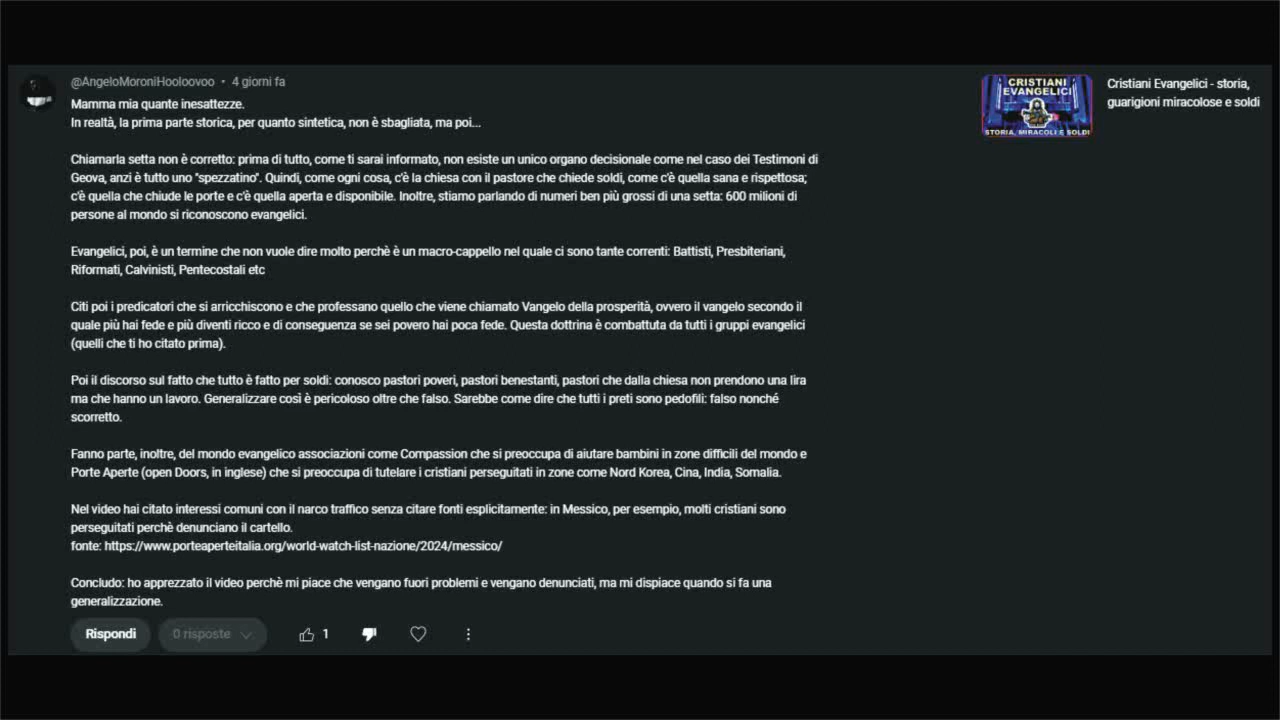 @AngeloMoroniHooloovoo • 4 giorni fa
Mamma mia quante inesattezze.
In realtà, la prima parte storica, per quanto sintetica, non è sbagliata, ma poi...
Chiamarla setta non è corretto: prima di tutto, come ti sarai informato, non esiste un unico organo decisionale come nel caso dei Testimoni di
Geova, anzi è tutto uno "spezzatino". Quindi, come ogni cosa, c'è la chiesa con il pastore che chiede soldi, come c'è quella sana e rispettosa;
c'è quella che chiude le porte e c'è quella aperta e disponibile. Inoltre, stiamo parlando di numeri ben più grossi di una setta: 600 milioni di
persone al mondo si riconoscono evangelici.
Evangelici, poi, è un termine che non vuole dire molto perchè è un macro-cappello nel quale ci sono tante correnti: Battisti, Presbiteriani,
Riformati, Calvinisti, Pentecostali etc
Citi poi i predicatori che si arricchiscono e che professano quello che viene chiamato Vangelo della prosperità, ovvero il vangelo secondo il
quale più hai fede e più diventi ricco e di conseguenza se sei povero hai poca fede. Questa dottrina è combattuta da tutti i gruppi evangelici
(quelli che ti ho citato prima).
Poi il discorso sul fatto che tutto è fatto per soldi: conosco pastori poveri, pastori benestanti, pastori che dalla chiesa non prendono una lira
ma che hanno un lavoro. Generalizzare così è pericoloso oltre che falso. Sarebbe come dire che tutti i preti sono pedofili: falso nonché
scorretto.
Fanno parte, inoltre, del mondo evangelico associazioni come Compassion che si preoccupa di aiutare bambini in zone difficili del mondo e
Porte Aperte (open Doors, in inglese) che si preoccupa di tutelare i cristiani perseguitati in zone come Nord Korea, Cina, India, Somalia.
Nel video hai citato interessi comuni con il narco traffico senza citare fonti esplicitamente: in Messico, per esempio, molti cristiani sono
perseguitati perchè denunciano il cartello.
fonte: https://www.porteaperteitalia.org/world-watch-list-nazione/2024/messico/
Concludo: ho apprezzato il video perchè mi piace che vengano fuori problemi e vengano denunciati, ma mi dispiace quando si fa una
generalizzazione.
Rispondi
0 risposte
1
CRISTIANI
EVANGELICI
STORIA, MIRACOLI E SOLDI
Cristiani Evangelici - storia,
guarigioni miracolose e soldi